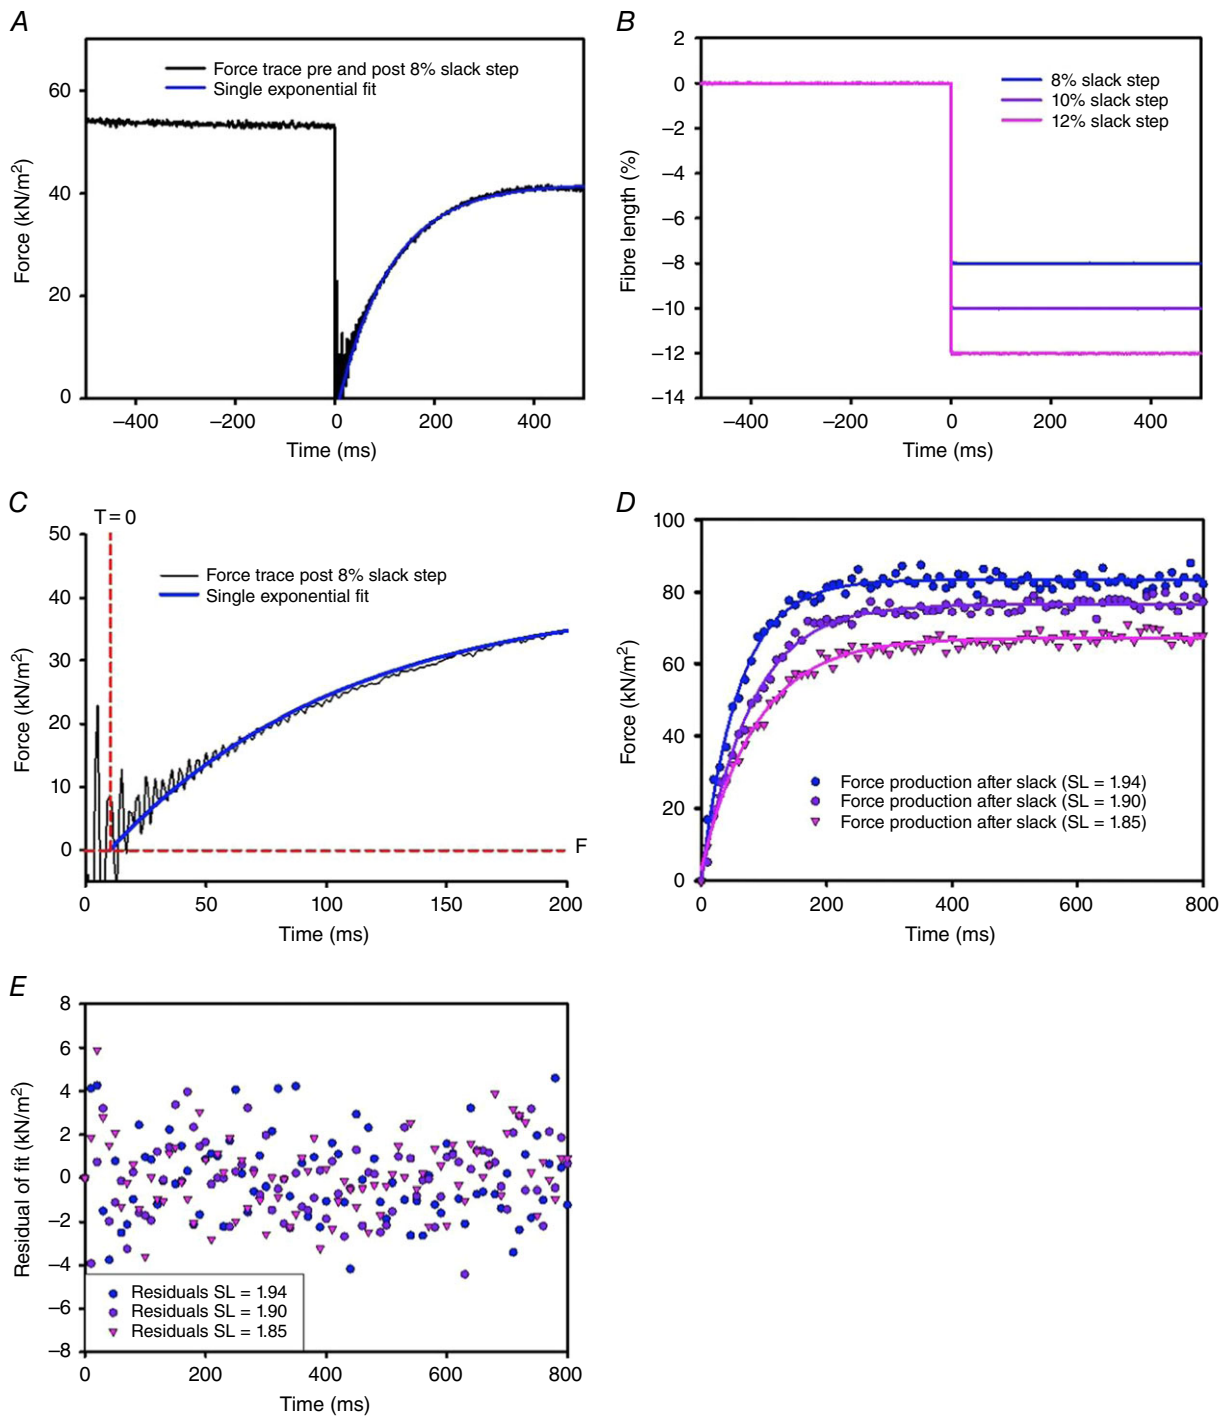 A
Force trace pre and post 8% slack step
Single exponential fit
60
40
20
0
Force (kN/m²)
–400
–200
0
200
400
Time (ms)
B
2
0
–2
–4
–6
–8
–10
–12
–14
Fibre length (%)
8% slack step
10% slack step
12% slack step
–400
–200
0
200
400
Time (ms)
C
T = 0
50
40
30
20
10
0
Force (kN/m²)
Force trace post 8% slack step
Single exponential fit
F
0
50
100
150
200
Time (ms)
D
100
80
60
40
20
0
Force (kN/m²)
Force production after slack (SL = 1.94)
Force production after slack (SL = 1.90)
Force production after slack (SL = 1.85)
0
200
400
600
800
Time (ms)
E
8
6
4
2
0
–2
–4
–6
–8
Residual of fit (kN/m²)
Residuals SL = 1.94
Residuals SL = 1.90
Residuals SL = 1.85
0
200
400
600
800
Time (ms)